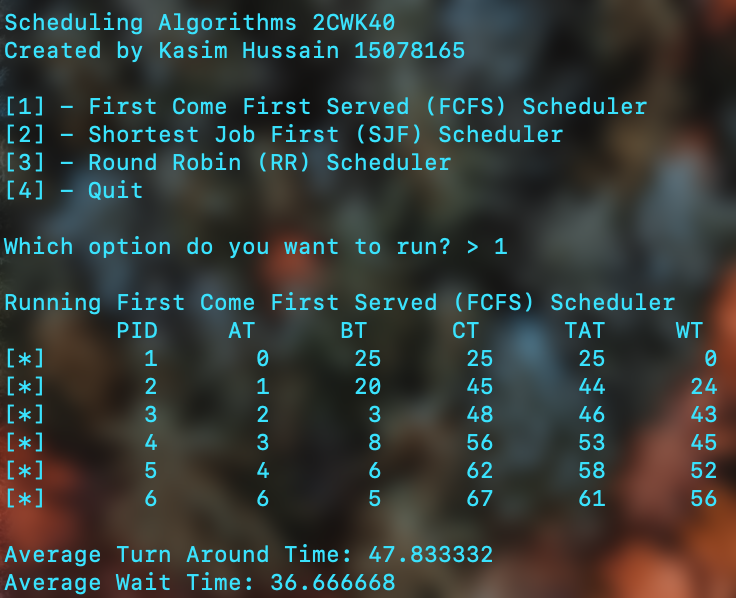 Scheduling Algorithms 2CWK40
Created by Kasim Hussain 15078165
[1] – First Come First Served (FCFS) Scheduler
[2] – Shortest Job First (SJF) Scheduler
[3] – Round Robin (RR) Scheduler
[4] – Quit
Which option do you want to run? > 1
Running First Come First Served (FCFS) Scheduler
PID AT BT CT TAT WT
[*] 1 0 25 25 25 0
[*] 2 1 20 45 44 24
[*] 3 2 3 48 46 43
[*] 4 3 8 56 53 45
[*] 5 4 6 62 58 52
[*] 6 6 5 67 61 56
Average Turn Around Time: 47.833332
Average Wait Time: 36.666668